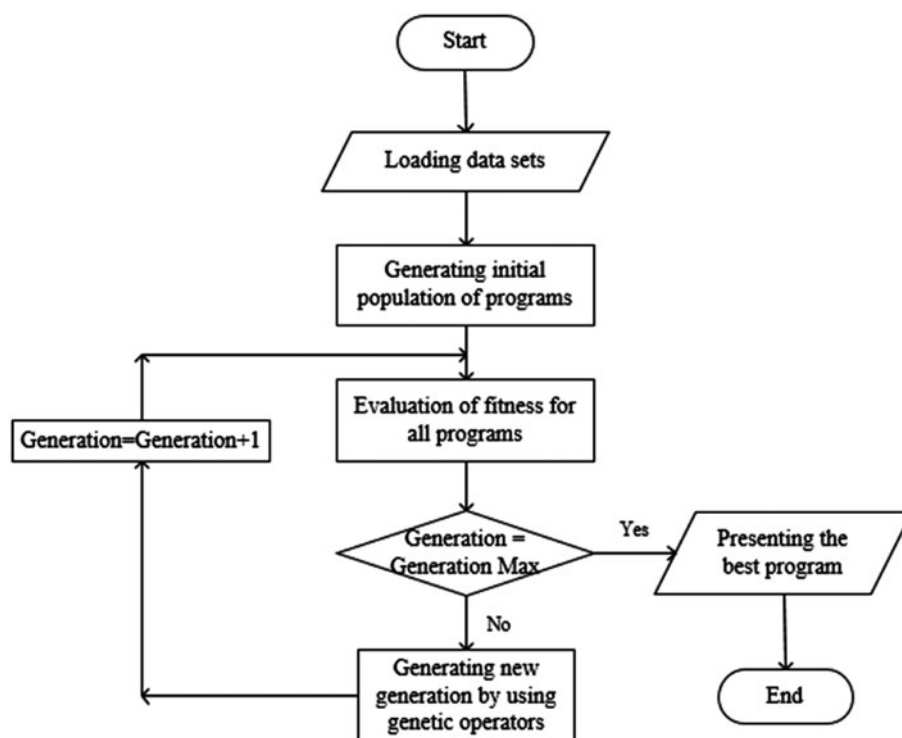 Start
Loading data sets
Generating initial
population of programs
Evaluation of fitness for
all programs
Generation=Generation+1
Generation =
Generation Max
Yes
Presenting the
best program
No
Generating new
generation by using
genetic operators
End